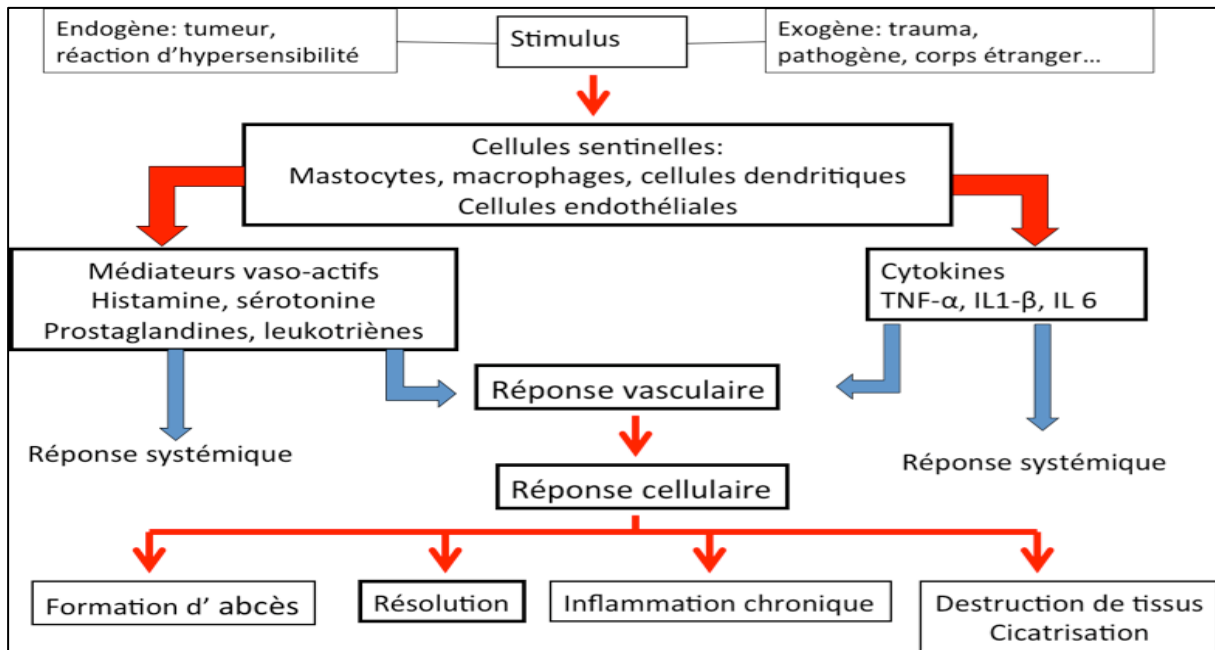 Endogène: tumeur,
réaction d'hypersensibilité
Stimulus
Exogène: trauma,
pathogène, corps étranger...
Cellules sentinelles:
Mastocytes, macrophages, cellules dendritiques
Cellules endothéliales
Médiateurs vaso-actifs
Histamine, sérotonine
Prostaglandines, leukotriènes
Cytokines
TNF-α, IL1-β, IL 6
Réponse vasculaire
Réponse systémique
Réponse systémique
Réponse cellulaire
Formation d' abcès
Résolution
Inflammation chronique
Destruction de tissus
Cicatrisation